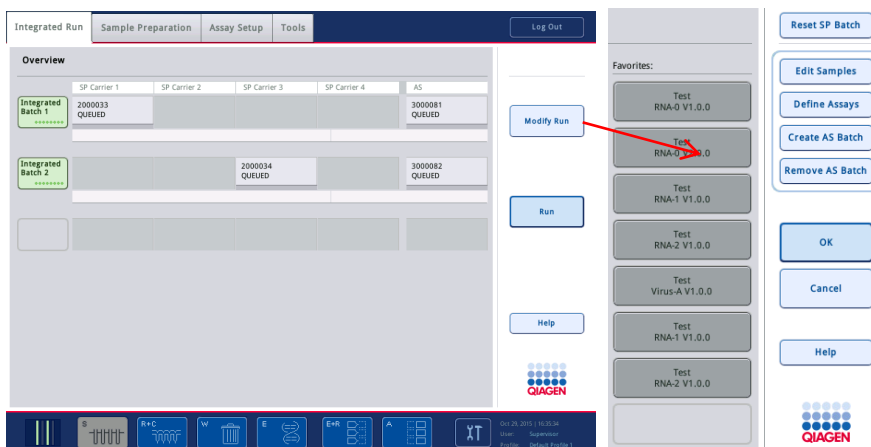 Integrated Run
Sample Preparation
Assay Setup
Tools
Log Out
Overview
SP Carrier 1
SP Carrier 2
SP Carrier 3
SP Carrier 4
AS
Integrated
Batch 1
2000033
QUEUED
3000081
QUEUED
Integrated
Batch 2
2000034
QUEUED
3000082
QUEUED
Modify Run
Run
Help
QIAGEN
S
R+C
W
E
E+R
A
Oct 29, 2015 | 16:35:34
User: Supervisor
Profile: Default Profile 1
Favorites:
Test
RNA-0 V1.0.0
Test
RNA-0 V1.0.0
Test
RNA-1 V1.0.0
Test
RNA-2 V1.0.0
Test
Virus-A V1.0.0
Test
RNA-1 V1.0.0
Test
RNA-2 V1.0.0
Reset SP Batch
Edit Samples
Define Assays
Create AS Batch
Remove AS Batch
OK
Cancel
Help
QIAGEN